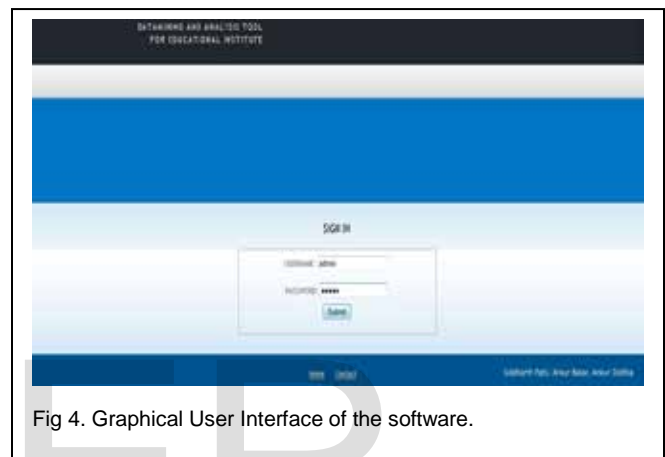 DATAMINING AND ANALYSIS TOOL
FOR EDUCATIONAL INSTITUTE
SIGN IN
USERNAME admin
PASSWORD •••••
Submit
Home Contact
Fig 4. Graphical User Interface of the software.